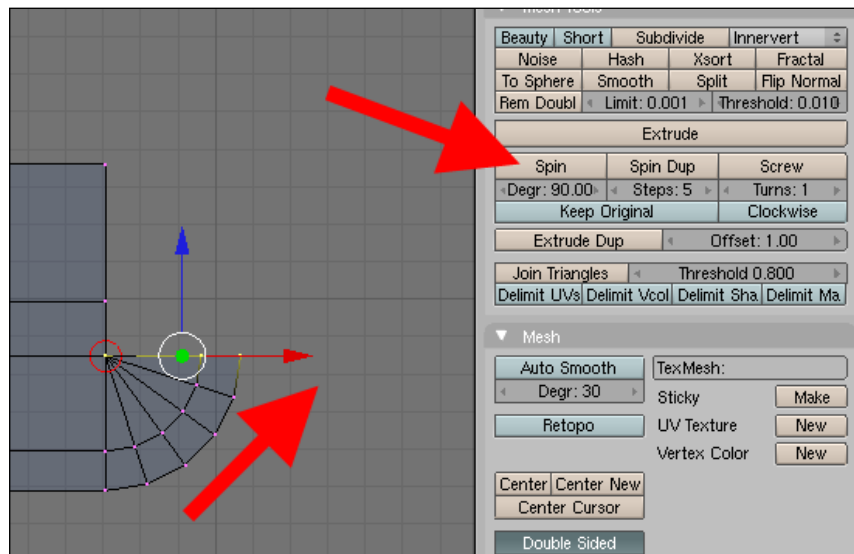 Mesh Tools
Beauty Short Subdivide Innervert
Noise Hash Xsort Fractal
To Sphere Smooth Split Flip Normal
Rem Doubl Limit: 0.001 Threshold: 0.010
Extrude
Spin Spin Dup Screw
Degr: 90.00 Steps: 5 Turns: 1
Keep Original Clockwise
Extrude Dup Offset: 1.00
Join Triangles Threshold 0.800
Delimit UVs Delimit Vcol Delimit Sha Delimit Ma
Mesh
Auto Smooth TexMesh:
Degr: 30 Sticky Make
Retopo UV Texture New
Vertex Color New
Center Center New
Center Cursor
Double Sided